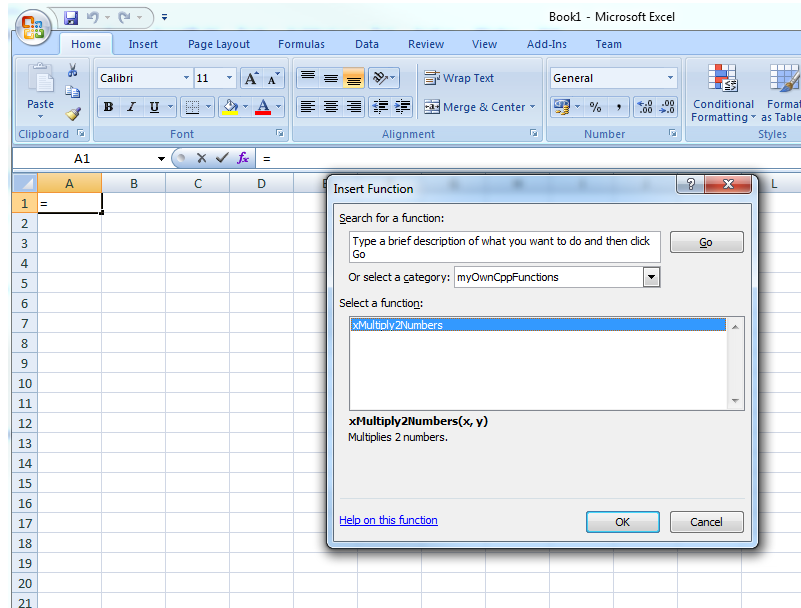 Book1 - Microsoft Excel
Home Insert Page Layout Formulas Data Review View Add-Ins Team
Calibri 11 A A Wrap Text General
Paste B I U A Merge & Center % , .0 .00 .00 .0 Conditional Formatting Format as Table
Clipboard Font Alignment Number Styles
A1 fx =
A B C D L
1 =
2
3
4
5
6
7
8
9
10
11
12
13
14
15
16
17
18
19
20
21
Insert Function
?
Search for a function:
Type a brief description of what you want to do and then click
Go
Go
Or select a category: myOwnCppFunctions
Select a function:
xMultiply2Numbers
xMultiply2Numbers(x, y)
Multiplies 2 numbers.
Help on this function
OK Cancel